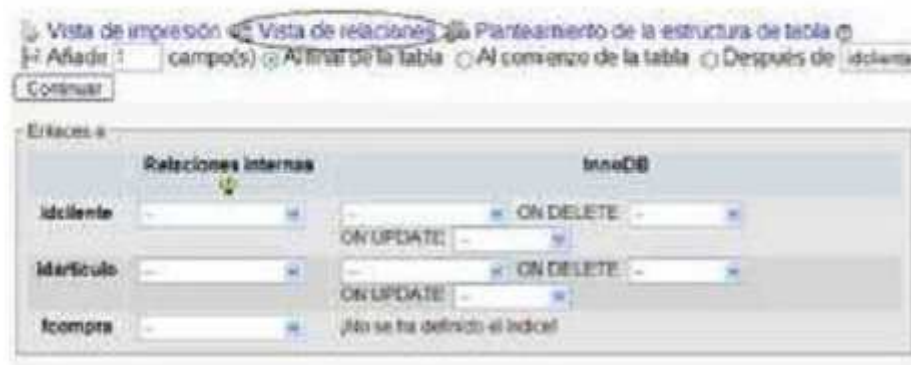 Vista de impresión Vista de relaciones Planteamiento de la estructura de tabla
Añadir 1 campo(s) Al final de la tabla Al comienzo de la tabla Después de idcliente
Continuar
Enlaces a
Relaciones internas InnoDB
idcliente - - ON DELETE -
ON UPDATE -
idarticulo - - ON DELETE -
ON UPDATE -
fcompra - ¡No se ha definido el índice!